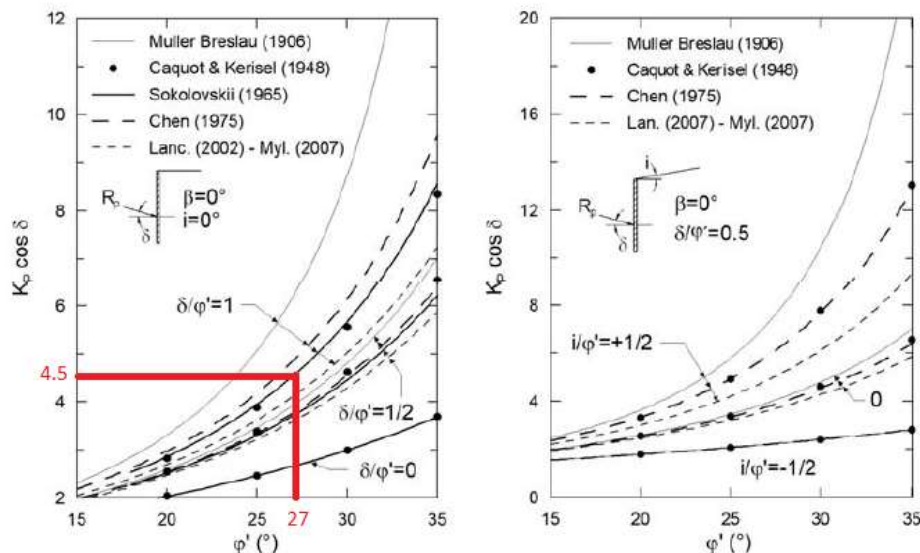 12
10
8
6
4
2
4.5
K_p cos δ
Muller Breslau (1906)
Caquot & Kerisel (1948)
Sokolovskii (1965)
Chen (1975)
Lanc. (2002) - Myl. (2007)
R_p
δ
β=0°
i=0°
δ/φ'=1
δ/φ'=1/2
δ/φ'=0
15
20
25
27
30
35
φ' (°)
20
16
12
8
4
0
K_p cos δ
Muller Breslau (1906)
Caquot & Kerisel (1948)
Chen (1975)
Lan. (2007) - Myl. (2007)
i
R_p
δ
β=0°
δ/φ'=0.5
i/φ'=+1/2
0
i/φ'=-1/2
15
20
25
30
35
φ' (°)